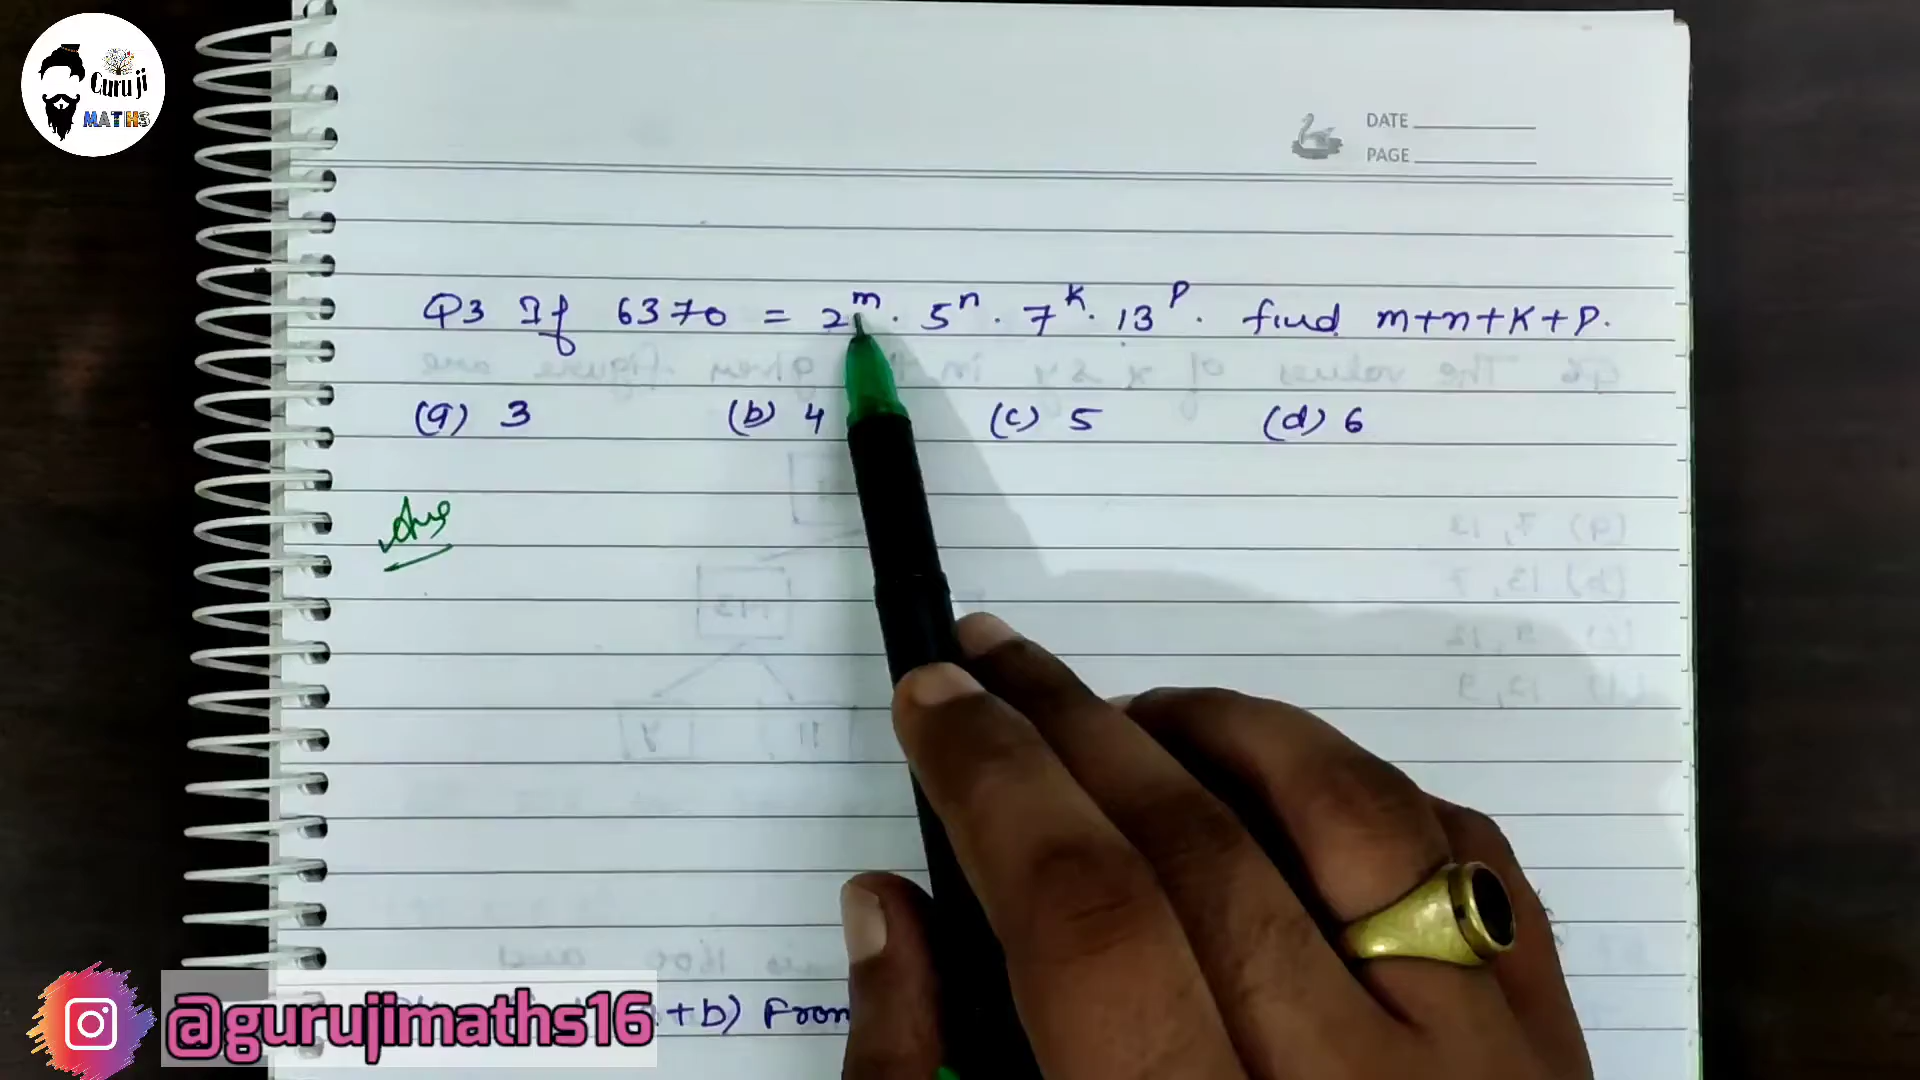 Guru ji
MATHS
DATE
PAGE
Q3 If 6370 = 2^m · 5^n · 7^k · 13^p · find m+n+k+p.
(a) 3 (b) 4 (c) 5 (d) 6
Ans
+b) From
@gurujimaths16